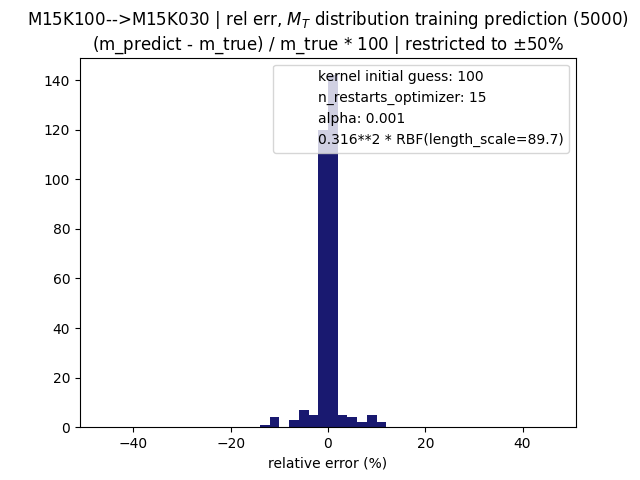 M15K100-->M15K030 | rel err, M_T distribution training prediction (5000)
(m_predict - m_true) / m_true * 100 | restricted to ±50%
kernel initial guess: 100
n_restarts_optimizer: 15
alpha: 0.001
0.316**2 * RBF(length_scale=89.7)
140
120
100
80
60
40
20
0
−40 −20 0 20 40
relative error (%)